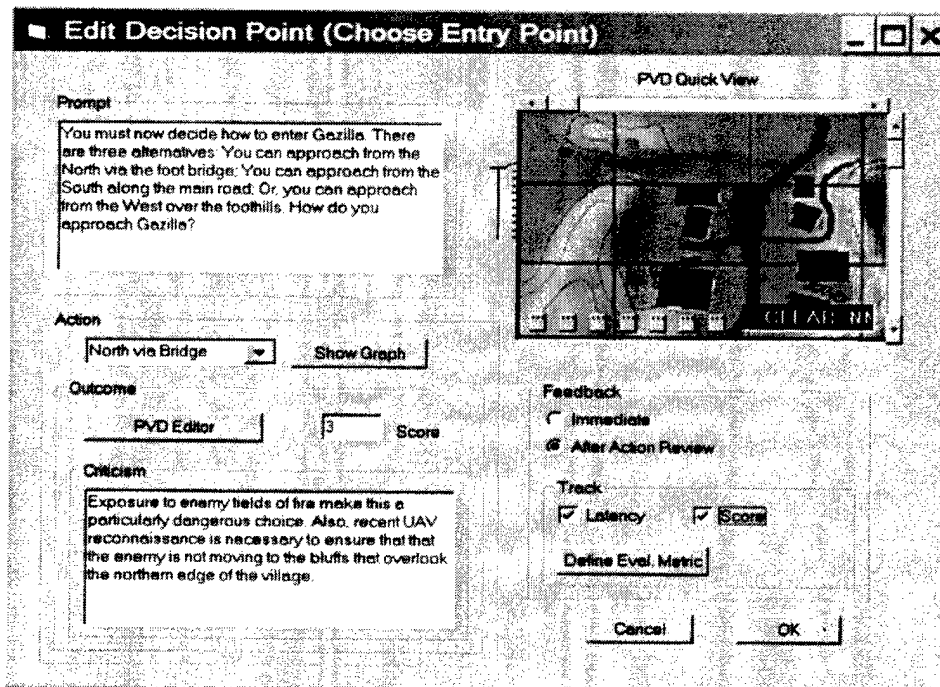 Edit Decision Point (Choose Entry Point)
PVD Quick View
Prompt
You must now decide how to enter Gazilla. There
are three alternatives: You can approach from the
North via the foot bridge; You can approach from the
South along the main road; Or, you can approach
from the West over the foothills. How do you
approach Gazilla?
Action
North via Bridge
Show Graph
Outcome
PVD Editor
3
Score
Criticism
Exposure to enemy fields of fire make this a
particularly dangerous choice. Also, recent UAV
reconnaissance is necessary to ensure that that
the enemy is not moving to the bluffs that overlook
the northern edge of the village.
Feedback
Immediate
After Action Review
Track
Latency
Score
Define Eval. Metric
Cancel
OK